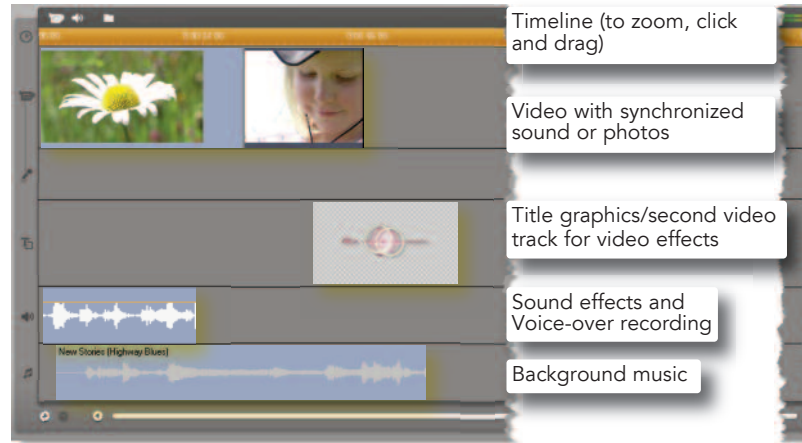 Timeline (to zoom, click
and drag)
Video with synchronized
sound or photos
Title graphics/second video
track for video effects
Sound effects and
Voice-over recording
New Stories (Highway Blues)
Background music